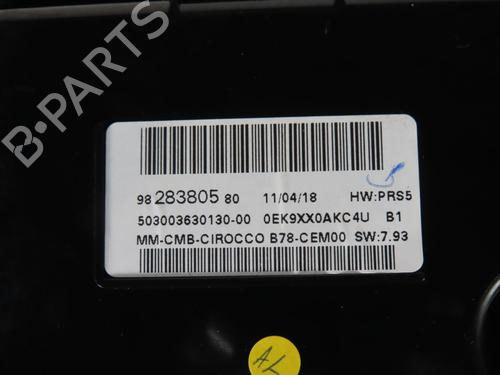 B-PARTS
98 283805 80 11/04/18 HW:PRS5
503003630130-00 0EK9XX0AKC4U B1
MM-CMB-CIROCCO B78-CEM00 SW:7.93
AL